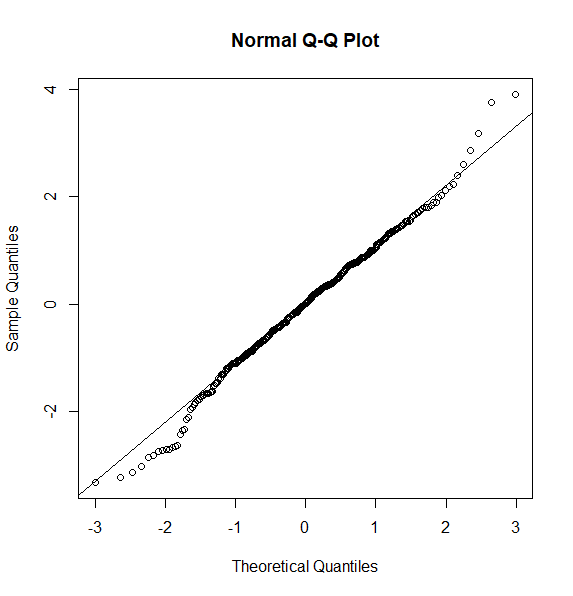 Normal Q-Q Plot
4
2
0
-2
Sample Quantiles
-3 -2 -1 0 1 2 3
Theoretical Quantiles